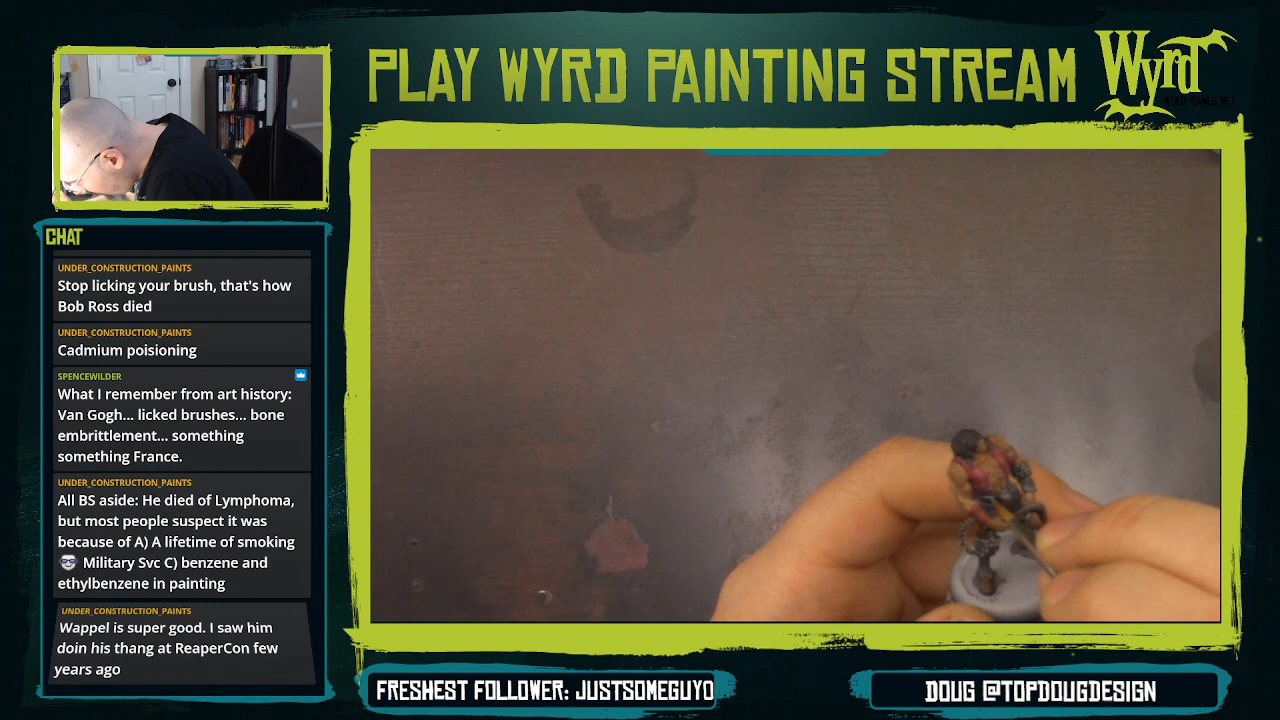 PLAY WYRD PAINTING STREAM
Wyrd
WYRD-GAMES.NET
CHAT
UNDER_CONSTRUCTION_PAINTS
Stop licking your brush, that's how
Bob Ross died
UNDER_CONSTRUCTION_PAINTS
Cadmium poisioning
SPENCEWILDER
What I remember from art history:
Van Gogh... licked brushes... bone
embrittlement... something
something France.
UNDER_CONSTRUCTION_PAINTS
All BS aside: He died of Lymphoma,
but most people suspect it was
because of A) A lifetime of smoking
Military Svc C) benzene and
ethylbenzene in painting
UNDER_CONSTRUCTION_PAINTS
Wappel is super good. I saw him
doin his thang at ReaperCon few
years ago
FRESHEST FOLLOWER: JUSTSOMEGUYO
DOUG @TOPDOUGDESIGN